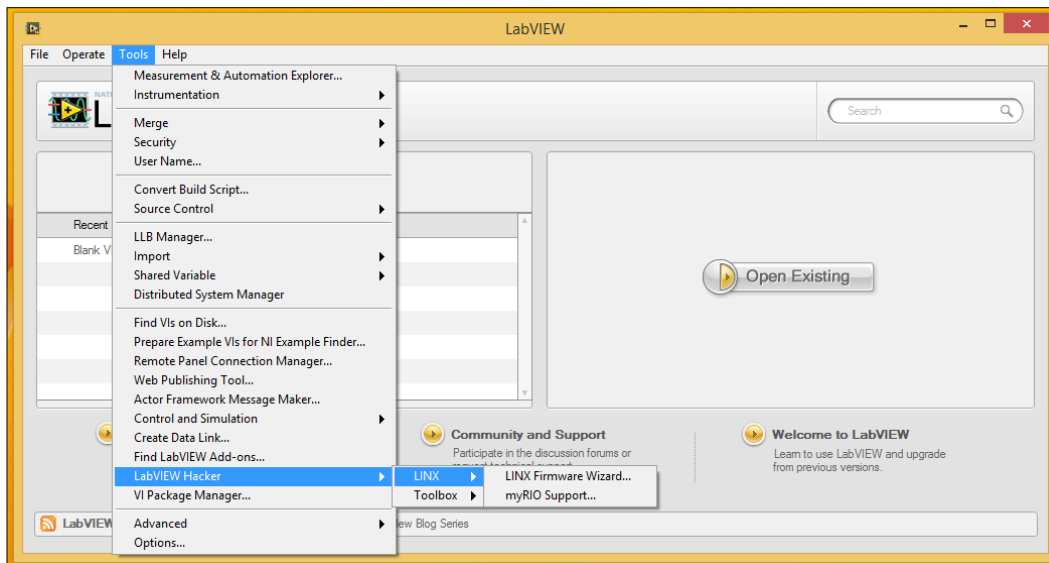 LabVIEW
File Operate Tools Help
Measurement & Automation Explorer...
Instrumentation
Merge
Security
User Name...
Convert Build Script...
Source Control
LLB Manager...
Import
Shared Variable
Distributed System Manager
Find VIs on Disk...
Prepare Example VIs for NI Example Finder...
Remote Panel Connection Manager...
Web Publishing Tool...
Actor Framework Message Maker...
Control and Simulation
Create Data Link...
Find LabVIEW Add-ons...
LabVIEW Hacker
VI Package Manager...
Advanced
Options...
LINX
Toolbox
LINX Firmware Wizard...
myRIO Support...
NAT
L
Search
Recent
Blank V
Open Existing
Community and Support
Participate in the discussion forums or
Welcome to LabVIEW
Learn to use LabVIEW and upgrade
from previous versions.
LabVIEW
ew Blog Series